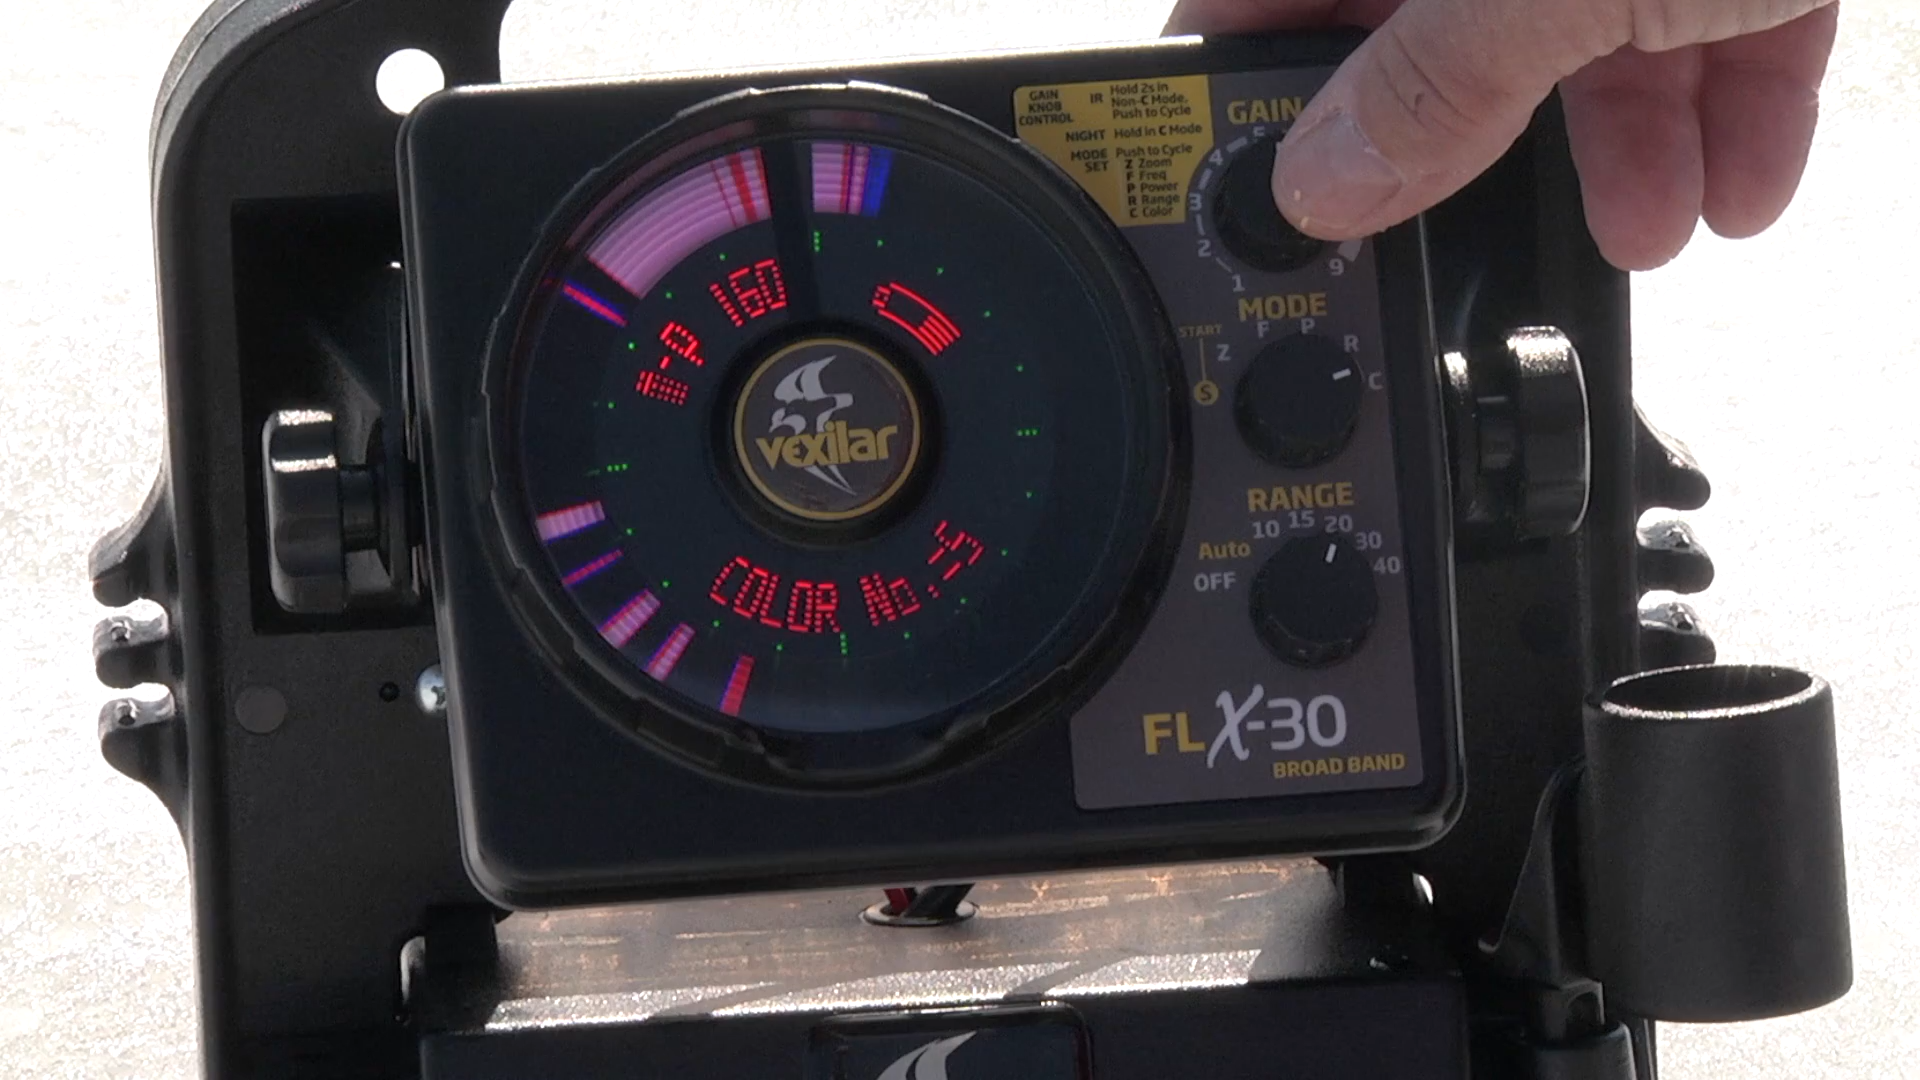 GAIN
KNOB
CONTROL
IR Hold 2s in
Non-C Mode,
Push to Cycle
NIGHT Hold in C Mode
MODE
SET
Push to Cycle
Z Zoom
F Freq
P Power
R Range
C Color
GAIN
1 2 3 4 5 9
MODE
START
S
Z F P R C
RANGE
OFF Auto 10 15 20 30 40
160
vexilar
COLOR No.
FLX-30
BROAD BAND